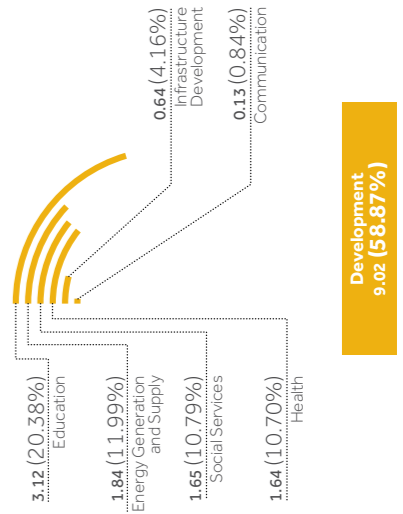 3.12 (20.38%)
Education
1.84 (11.99%)
Energy Generation
and Supply
1.65 (10.79%)
Social Services
1.64 (10.70%)
Health
0.64 (4.16%)
Infrastructure
Development
0.13 (0.84%)
Communication
Development
9.02 (58.87%)